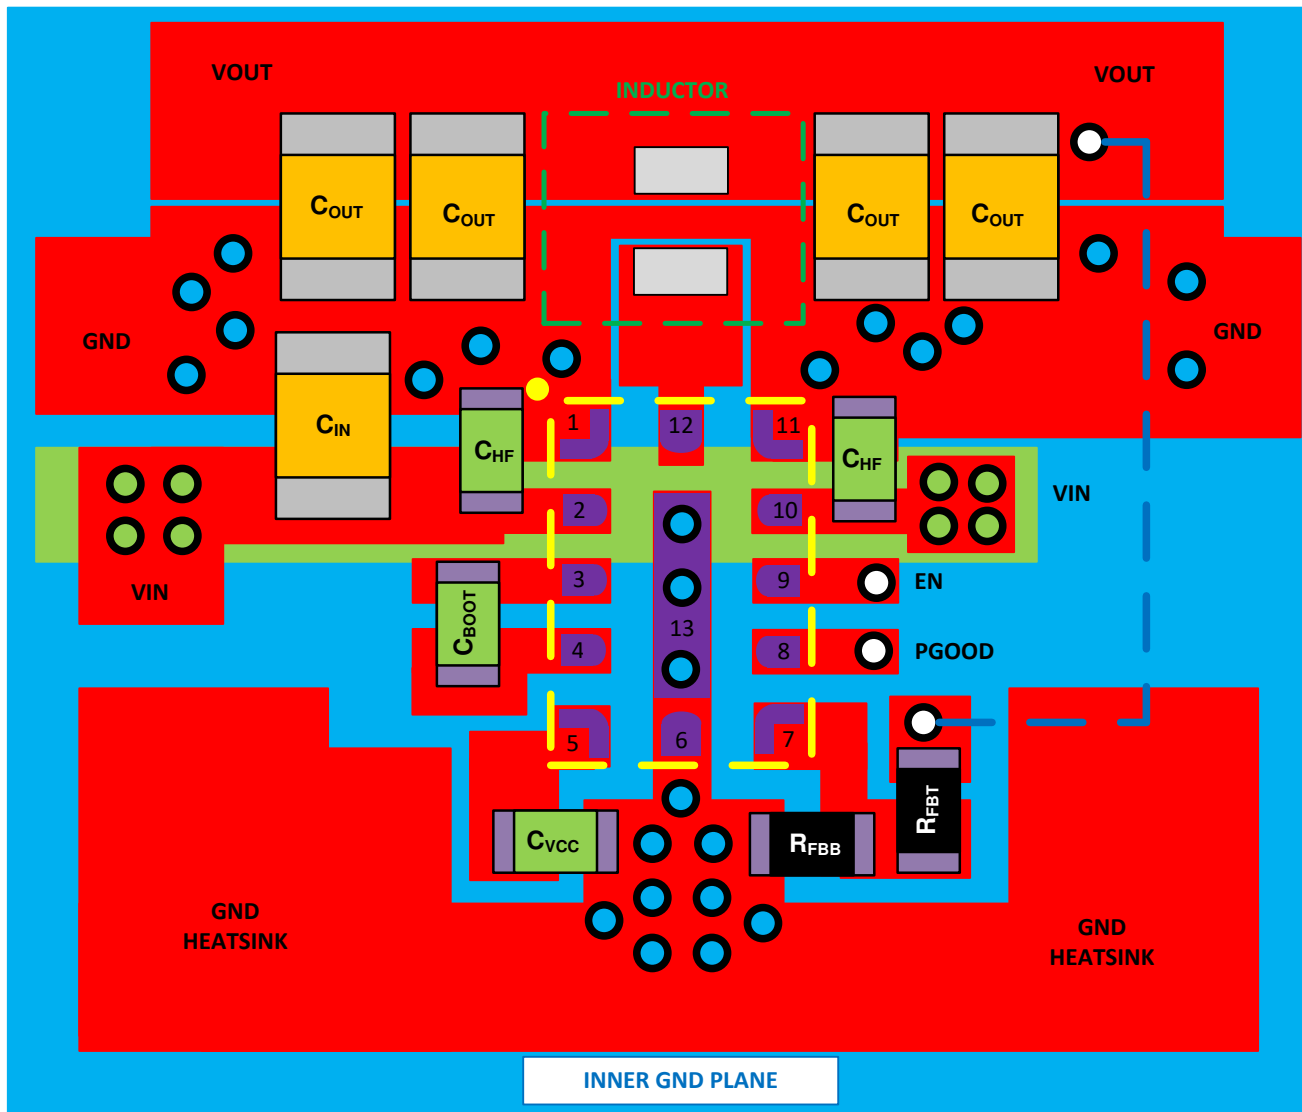 VOUT
VOUT
INDUCTOR
COUT
COUT
COUT
COUT
GND
GND
CIN
1
12
11
CHF
CHF
2
10
VIN
3
9
EN
VIN
CBOOT
13
4
8
PGOOD
5
6
7
RFBT
CVCC
RFBB
GND
HEATSINK
GND
HEATSINK
INNER GND PLANE